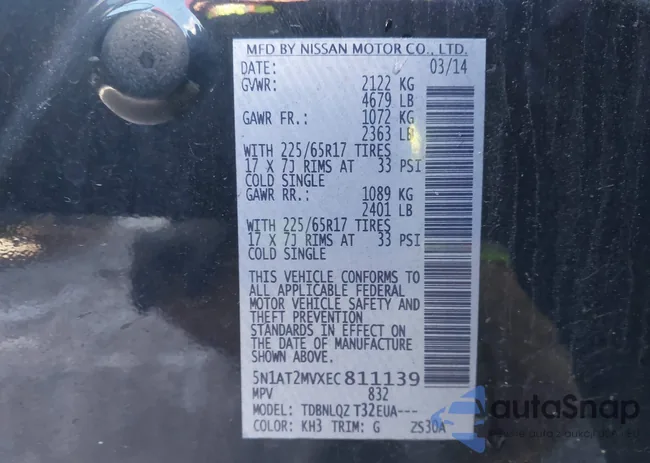 MFD BY NISSAN MOTOR CO., LTD.
DATE: 03/14
GVWR: 2122 KG
4679 LB
GAWR FR.: 1072 KG
2363 LB
WITH 225/65R17 TIRES
17 X 7J RIMS AT 33 PSI
COLD SINGLE
GAWR RR.: 1089 KG
2401 LB
WITH 225/65R17 TIRES
17 X 7J RIMS AT 33 PSI
COLD SINGLE
THIS VEHICLE CONFORMS TO
ALL APPLICABLE FEDERAL
MOTOR VEHICLE SAFETY AND
THEFT PREVENTION
STANDARDS IN EFFECT ON
THE DATE OF MANUFACTURE
SHOWN ABOVE.
5N1AT2MVXEC811139
MPV 832
MODEL: TDBNLQZ T32EUA---
COLOR: KH3 TRIM: G ZS30A
autoSnap